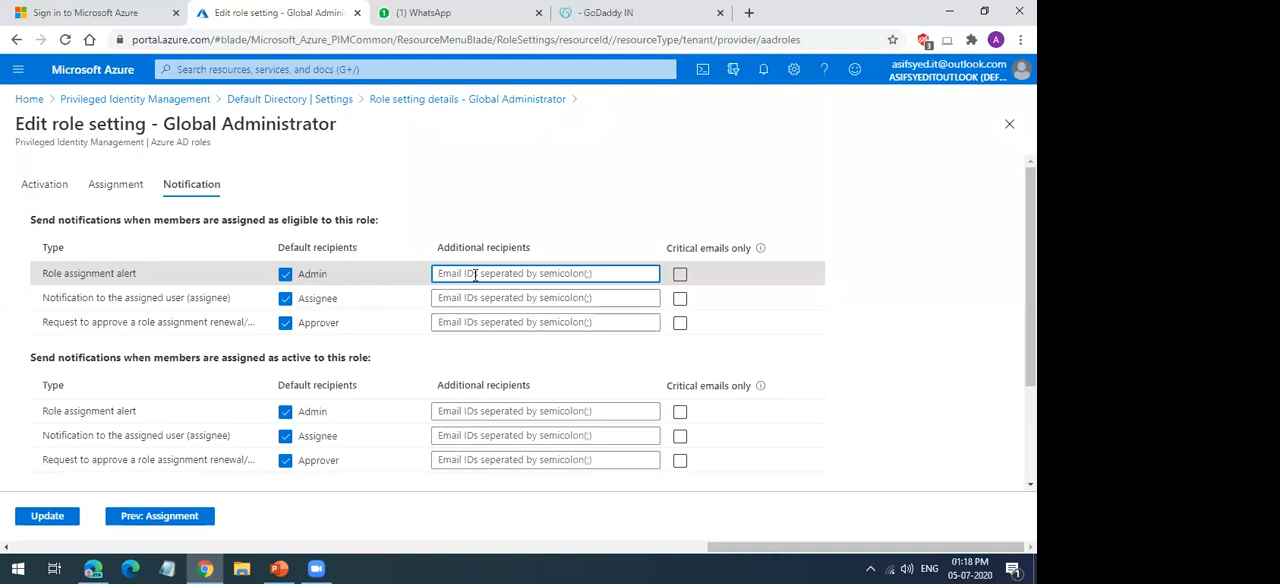 Sign in to Microsoft Azure
Edit role setting - Global Admini
(1) WhatsApp
- GoDaddy IN
portal.azure.com/#blade/Microsoft_Azure_PIMCommon/ResourceMenuBlade/RoleSettings/resourceId//resourceType/tenant/provider/aadroles
3
A
Microsoft Azure
Search resources, services, and docs (G+/)
asifsyed.it@outlook.com
ASIFSYEDITOUTLOOK (DEF...
Home > Privileged Identity Management > Default Directory | Settings > Role setting details - Global Administrator >
Edit role setting - Global Administrator
Privileged Identity Management | Azure AD roles
Activation Assignment Notification
Send notifications when members are assigned as eligible to this role:
Type Default recipients Additional recipients Critical emails only
Role assignment alert Admin Email IDs seperated by semicolon(;)
Notification to the assigned user (assignee) Assignee Email IDs seperated by semicolon(;)
Request to approve a role assignment renewal/... Approver Email IDs seperated by semicolon(;)
Send notifications when members are assigned as active to this role:
Type Default recipients Additional recipients Critical emails only
Role assignment alert Admin Email IDs seperated by semicolon(;)
Notification to the assigned user (assignee) Assignee Email IDs seperated by semicolon(;)
Request to approve a role assignment renewal/... Approver Email IDs seperated by semicolon(;)
Update Prev: Assignment
ENG
01:18 PM
05-07-2020
1